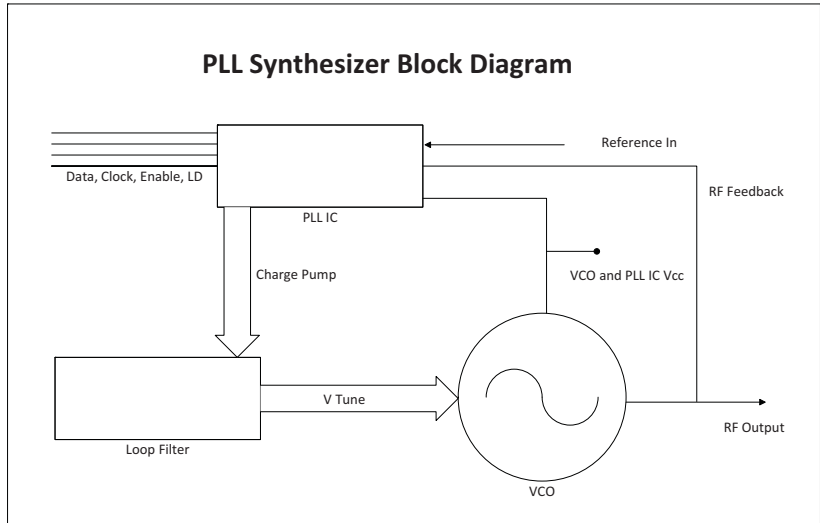 PLL Synthesizer Block Diagram
Reference In
Data, Clock, Enable, LD
RF Feedback
PLL IC
Charge Pump
VCO and PLL IC Vcc
V Tune
RF Output
Loop Filter
VCO